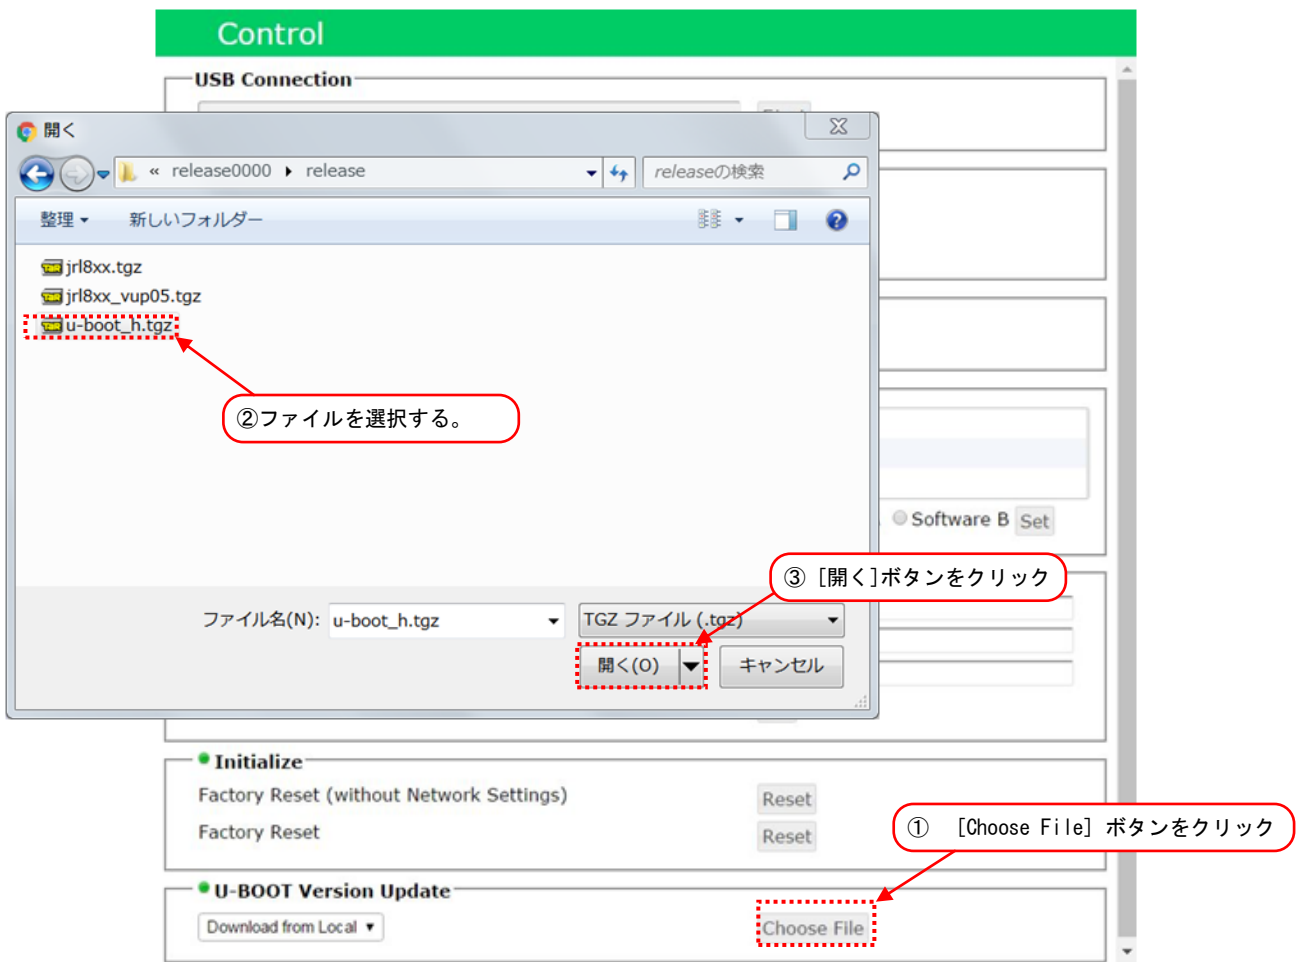 Control
USB Connection
開く
« release0000 ▸ release
releaseの検索
整理 ▾ 新しいフォルダー
jrl8xx.tgz
jrl8xx_vup05.tgz
u-boot_h.tgz
②ファイルを選択する。
Software B Set
③ [開く]ボタンをクリック
ファイル名(N): u-boot_h.tgz
TGZ ファイル (.tgz)
開く(O)
キャンセル
Initialize
Factory Reset (without Network Settings) Reset
Factory Reset Reset
① [Choose File] ボタンをクリック
U-BOOT Version Update
Download from Local ▼
Choose File